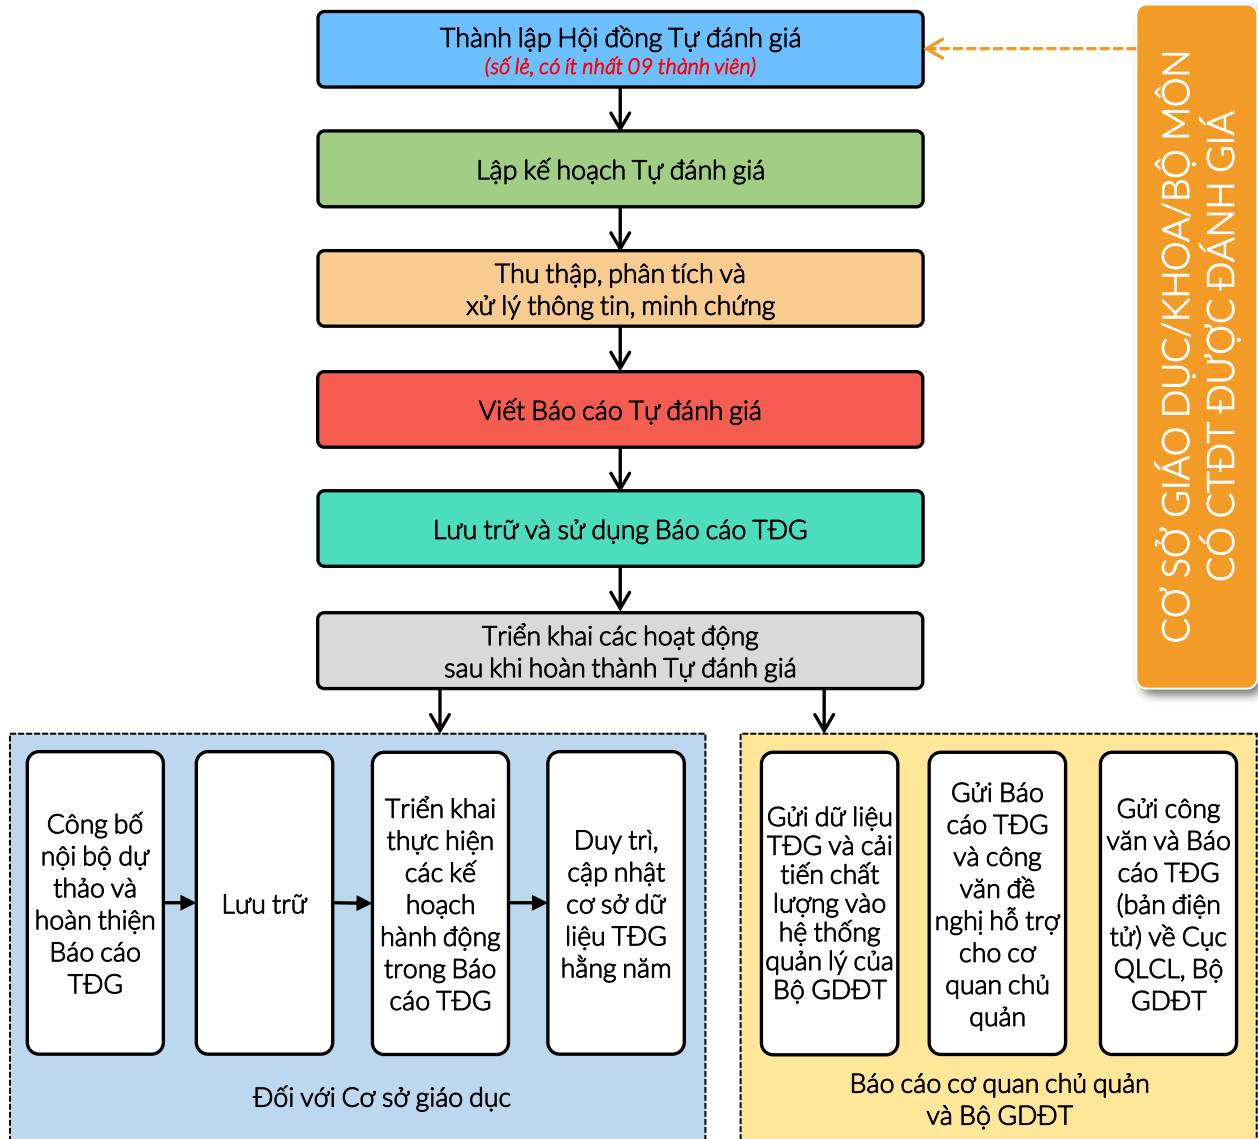 Thành lập Hội đồng Tự đánh giá
(số lẻ, có ít nhất 09 thành viên)
Lập kế hoạch Tự đánh giá
Thu thập, phân tích và
xử lý thông tin, minh chứng
Viết Báo cáo Tự đánh giá
Lưu trữ và sử dụng Báo cáo TĐG
Triển khai các hoạt động
sau khi hoàn thành Tự đánh giá
CƠ SỞ GIÁO DỤC/KHOA/BỘ MÔN
CÓ CTĐT ĐƯỢC ĐÁNH GIÁ
Công bố
nội bộ dự
thảo và
hoàn thiện
Báo cáo
TĐG
Lưu trữ
Triển khai
thực hiện
các kế
hoạch
hành động
trong Báo
cáo TĐG
Duy trì,
cập nhật
cơ sở dữ
liệu TĐG
hằng năm
Đối với Cơ sở giáo dục
Gửi dữ liệu
TĐG và cải
tiến chất
lượng vào
hệ thống
quản lý của
Bộ GDĐT
Gửi Báo
cáo TĐG
và công
văn đề
nghị hỗ trợ
cho cơ
quan chủ
quản
Gửi công
văn và Báo
cáo TĐG
(bản điện
tử) về Cục
QLCL, Bộ
GDĐT
Báo cáo cơ quan chủ quản
và Bộ GDĐT